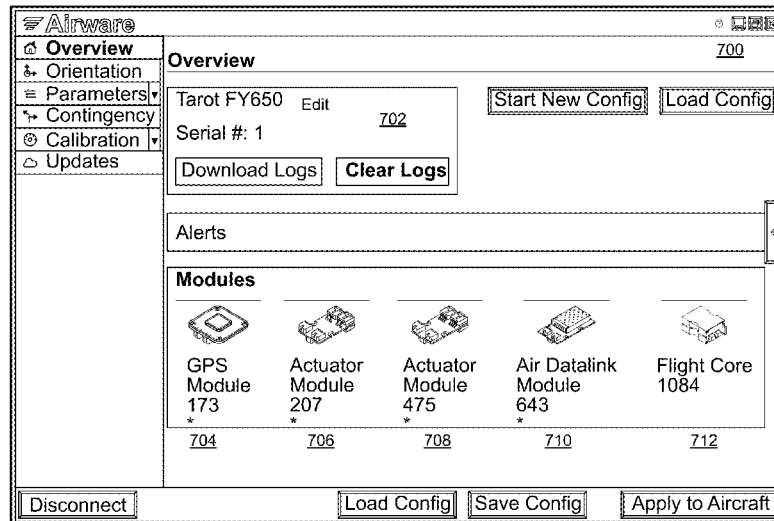 Airware
Overview
Orientation
Parameters
Contingency
Calibration
Updates
Overview
700
Tarot FY650 Edit
702
Serial #: 1
Download Logs Clear Logs
Start New Config Load Config
Alerts
Modules
GPS Module 173 *
Actuator Module 207 *
Actuator Module 475 *
Air Datalink Module 643 *
Flight Core 1084
704 706 708 710 712
Disconnect Load Config Save Config Apply to Aircraft